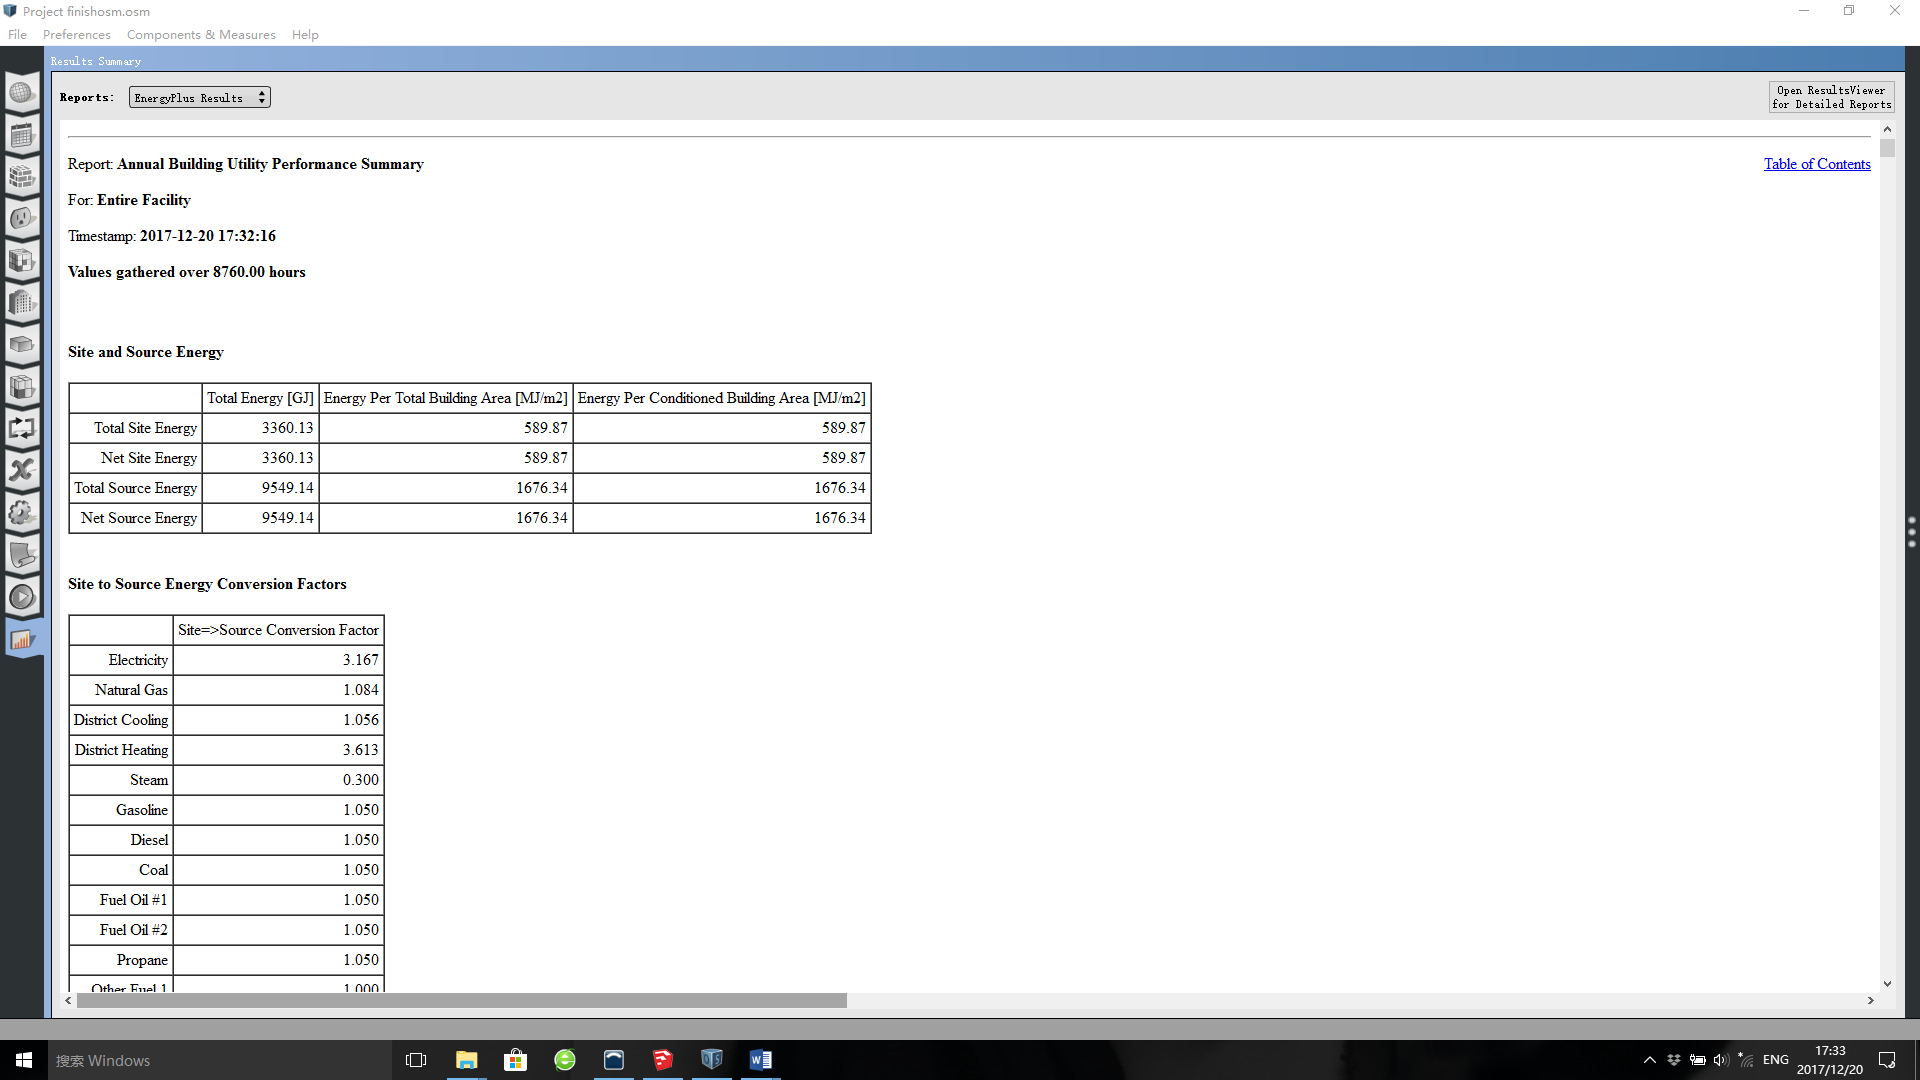 Project finishosm.osm
File Preferences Components & Measures Help
Results Summary
Reports: EnergyPlus Results
Open ResultsViewer
for Detailed Reports
Report: Annual Building Utility Performance Summary
Table of Contents
For: Entire Facility
Timestamp: 2017-12-20 17:32:16
Values gathered over 8760.00 hours
Site and Source Energy
Total Energy [GJ] Energy Per Total Building Area [MJ/m2] Energy Per Conditioned Building Area [MJ/m2]
Total Site Energy 3360.13 589.87 589.87
Net Site Energy 3360.13 589.87 589.87
Total Source Energy 9549.14 1676.34 1676.34
Net Source Energy 9549.14 1676.34 1676.34
Site to Source Energy Conversion Factors
Site=>Source Conversion Factor
Electricity 3.167
Natural Gas 1.084
District Cooling 1.056
District Heating 3.613
Steam 0.300
Gasoline 1.050
Diesel 1.050
Coal 1.050
Fuel Oil #1 1.050
Fuel Oil #2 1.050
Propane 1.050
Other Fuel 1 1.000
搜索 Windows
ENG
17:33
2017/12/20